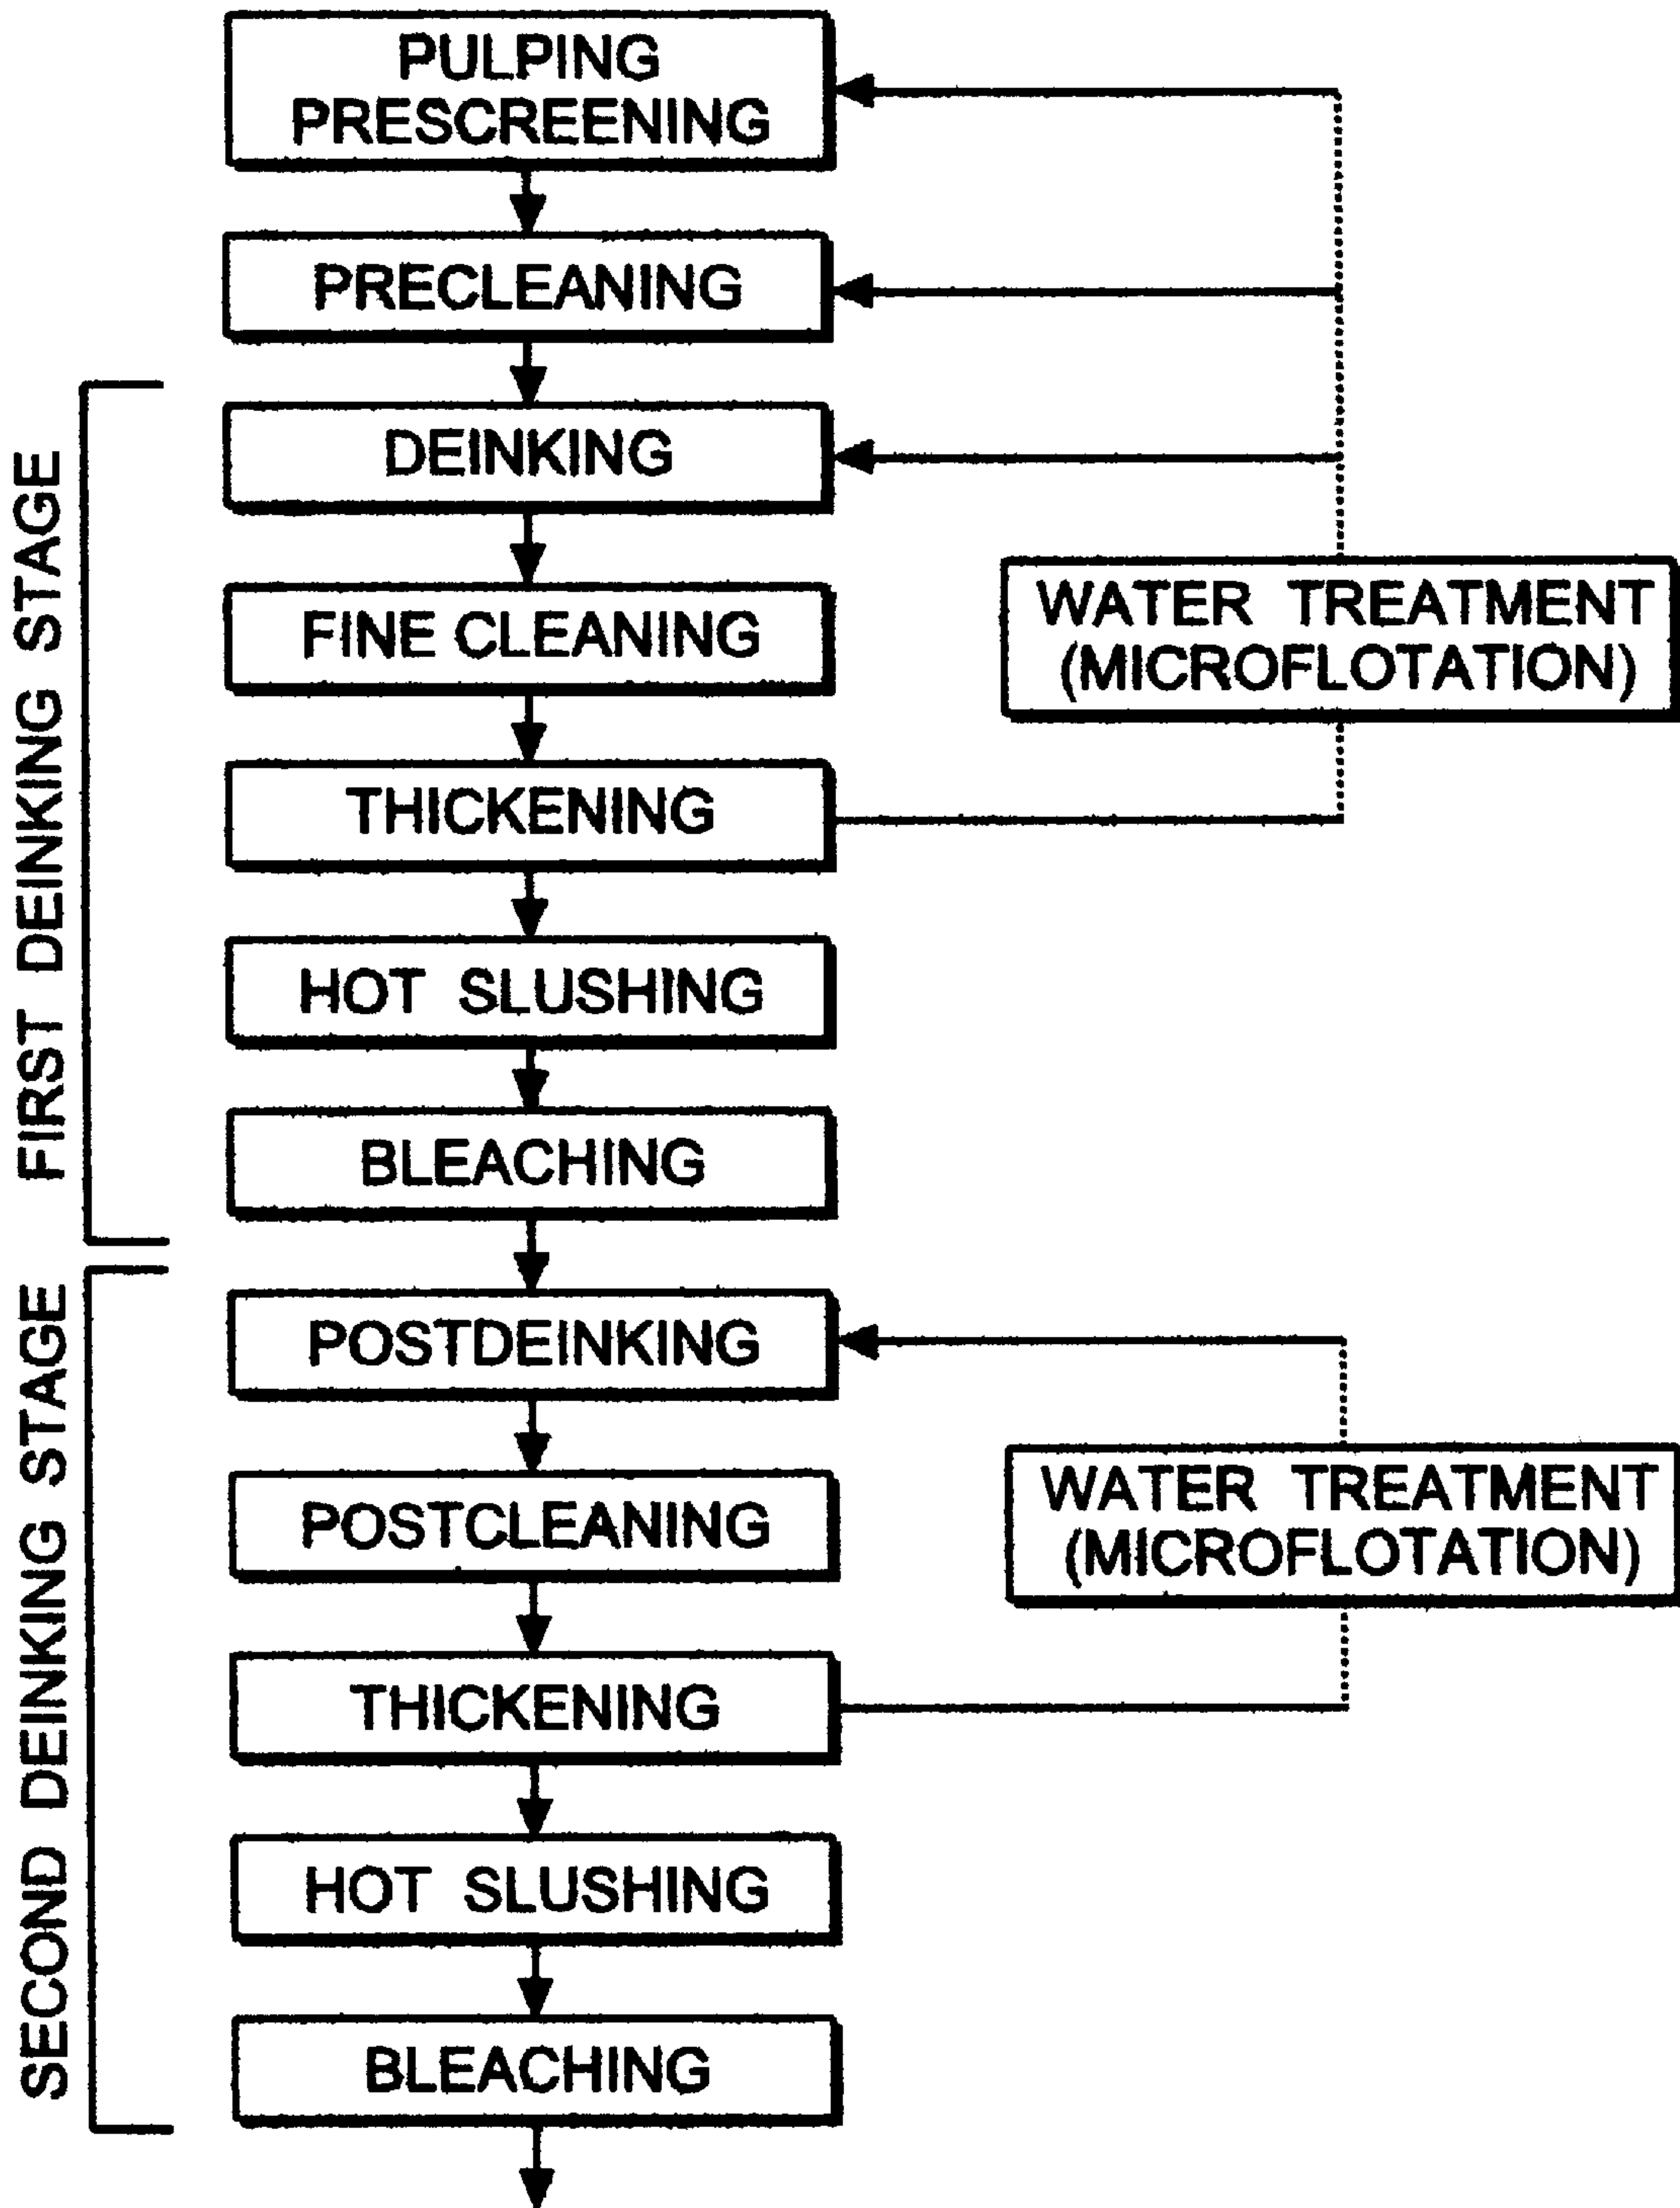 PULPING
PRESCREENING
PRECLEANING
FIRST DEINKING STAGE
DEINKING
FINE CLEANING
WATER TREATMENT
(MICROFLOTATION)
THICKENING
HOT SLUSHING
BLEACHING
SECOND DEINKING STAGE
POSTDEINKING
POSTCLEANING
WATER TREATMENT
(MICROFLOTATION)
THICKENING
HOT SLUSHING
BLEACHING